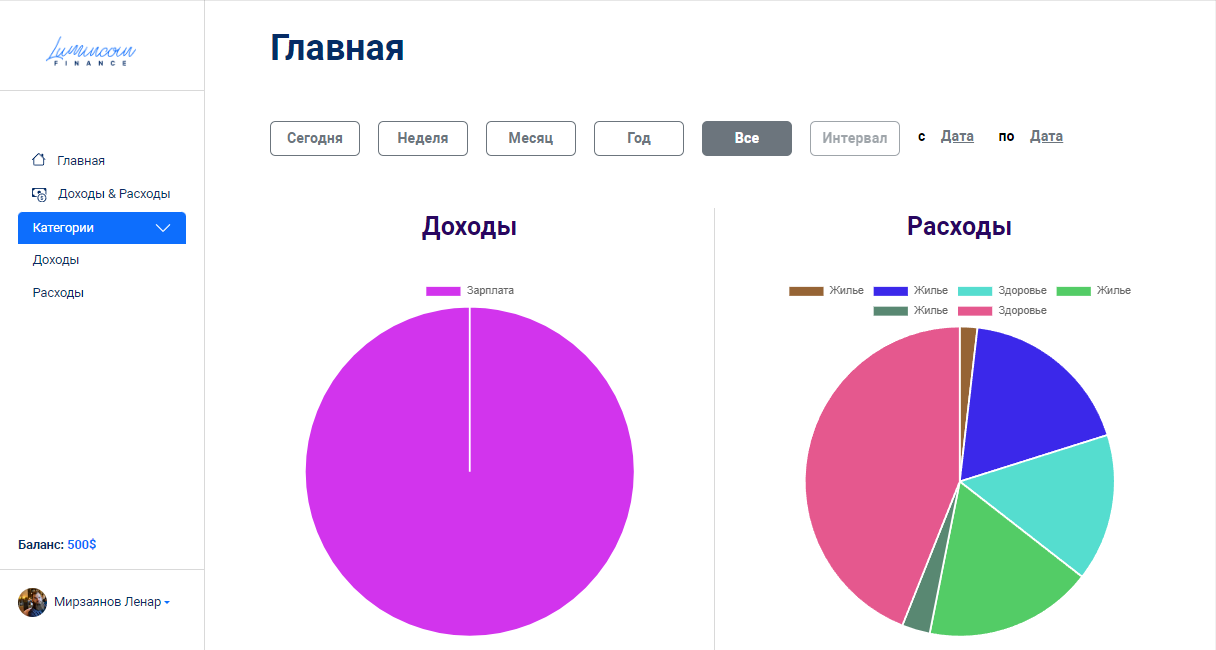 Lumincoin
FINANCE
Главная
Доходы & Расходы
Категории
Доходы
Расходы
Баланс: 500$
Мирзаянов Ленар
Главная
Сегодня Неделя Месяц Год Все Интервал с Дата по Дата
Доходы
Зарплата
Расходы
Жилье Жилье Здоровье Жилье
Жилье Здоровье